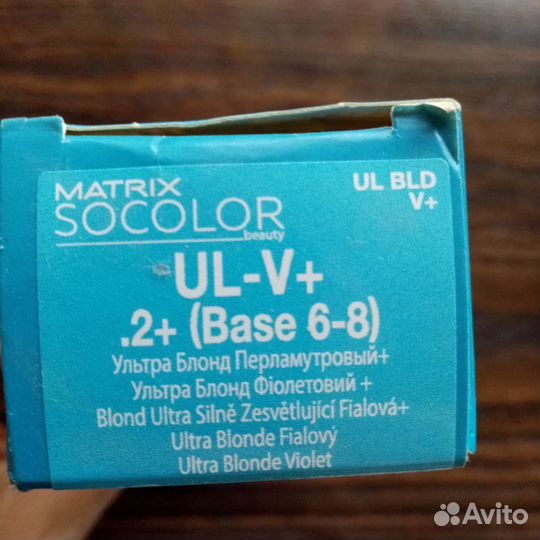 MATRIX
SOCOLOR
beauty
UL BLD
V+
UL-V+
.2+ (Base 6-8)
Ультра Блонд Перламутровый+
Ультра Блонд Фіолетовий +
Blond Ultra Silně Zesvětlující Fialová+
Ultra Blonde Fialový
Ultra Blonde Violet
Avito